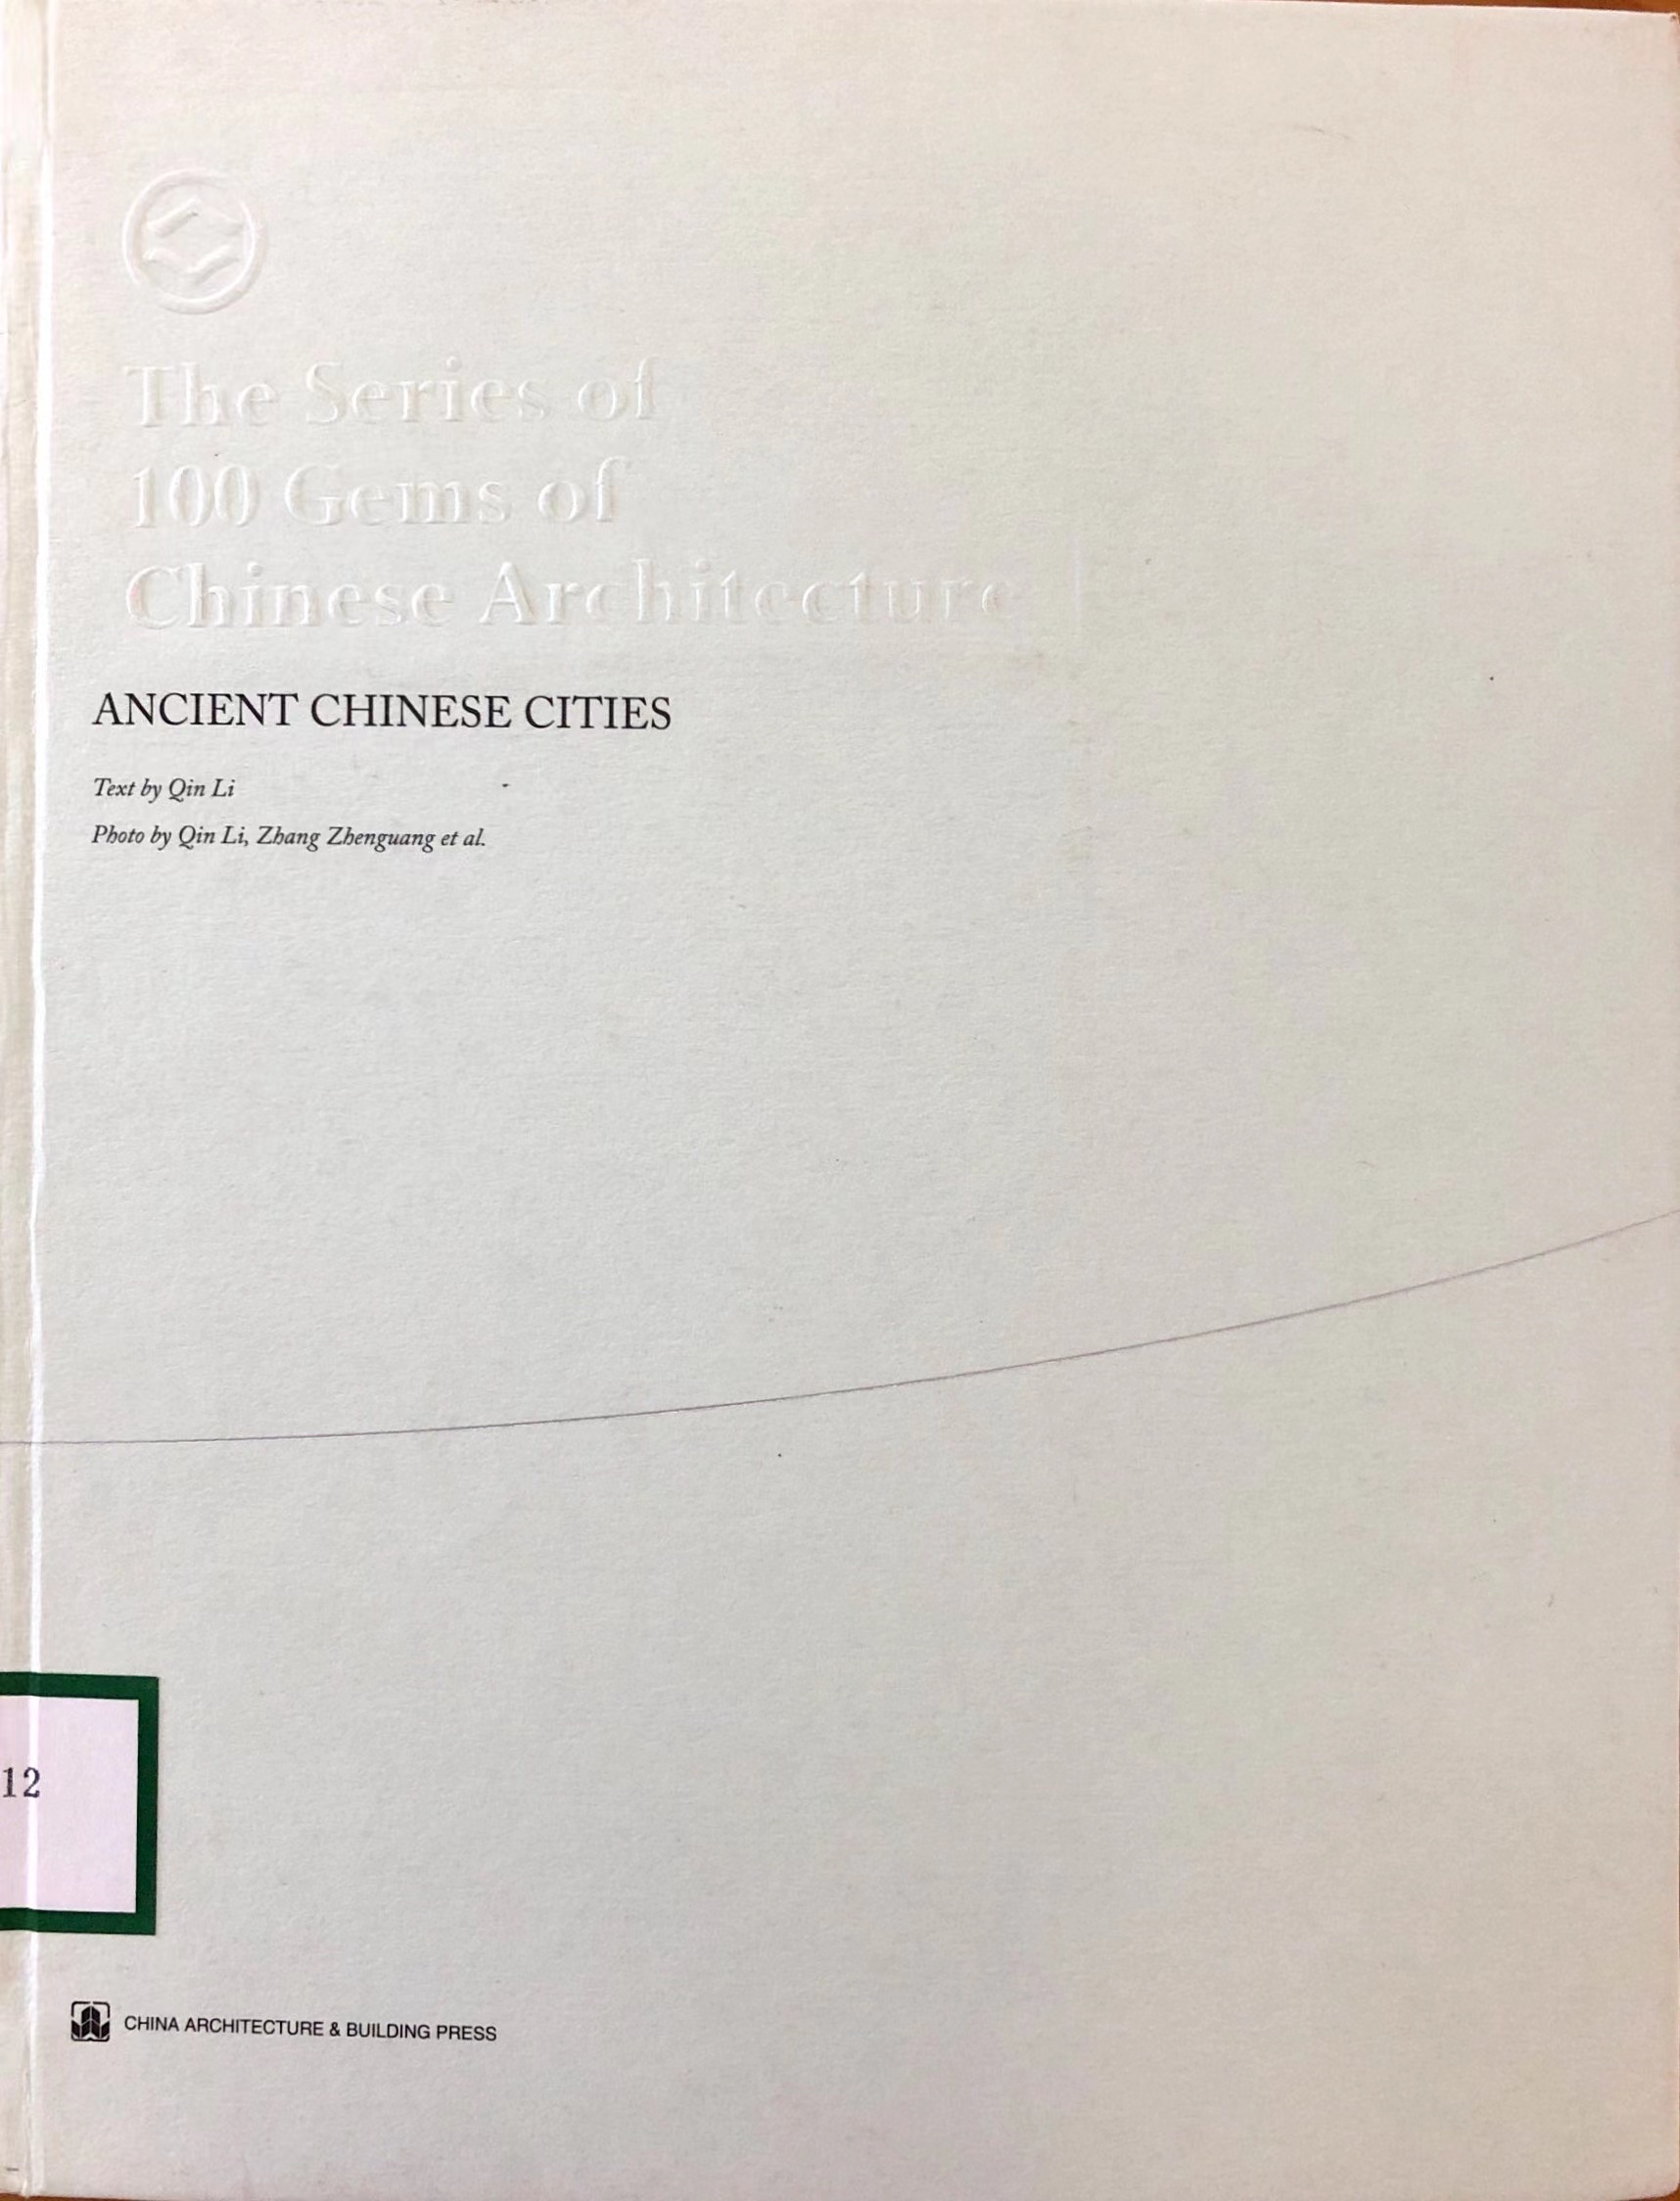 The Series of
100 Gems of
Chinese Architecture
ANCIENT CHINESE CITIES
Text by Qin Li
Photo by Qin Li, Zhang Zhenguang et al.
12
CHINA ARCHITECTURE & BUILDING PRESS